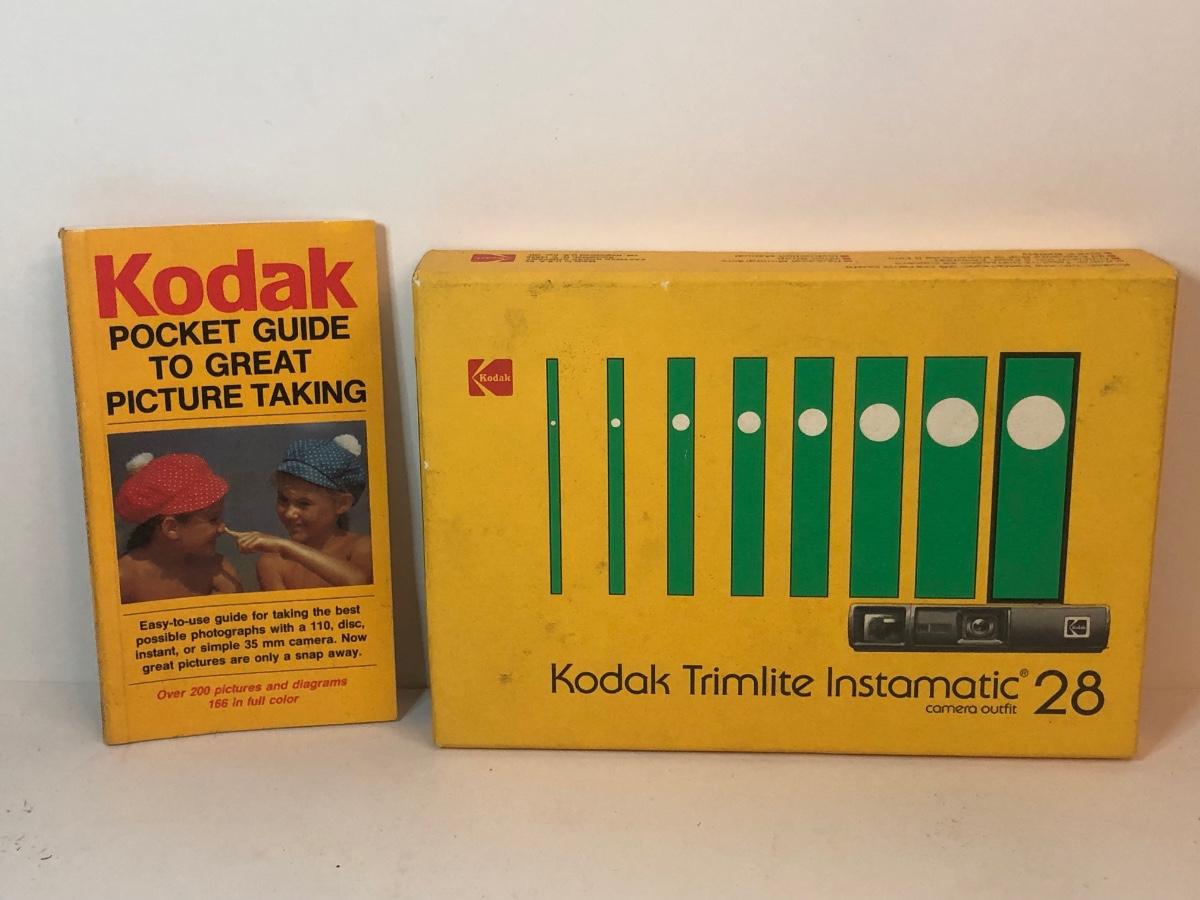 Kodak
POCKET GUIDE
TO GREAT
PICTURE TAKING
Easy-to-use guide for taking the best
possible photographs with a 110, disc,
instant, or simple 35 mm camera. Now
great pictures are only a snap away.
Over 200 pictures and diagrams
166 in full color
Kodak
Kodak
Kodak Trimlite Instamatic® 28
camera outfit